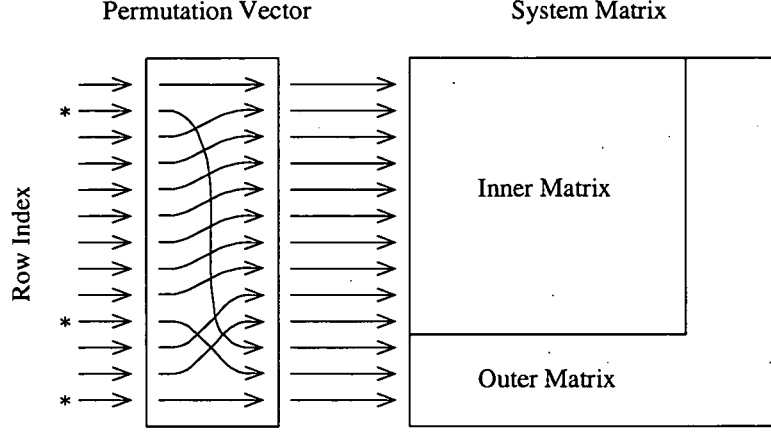 Permutation Vector
System Matrix
*
*
*
Row Index
Inner Matrix
Outer Matrix